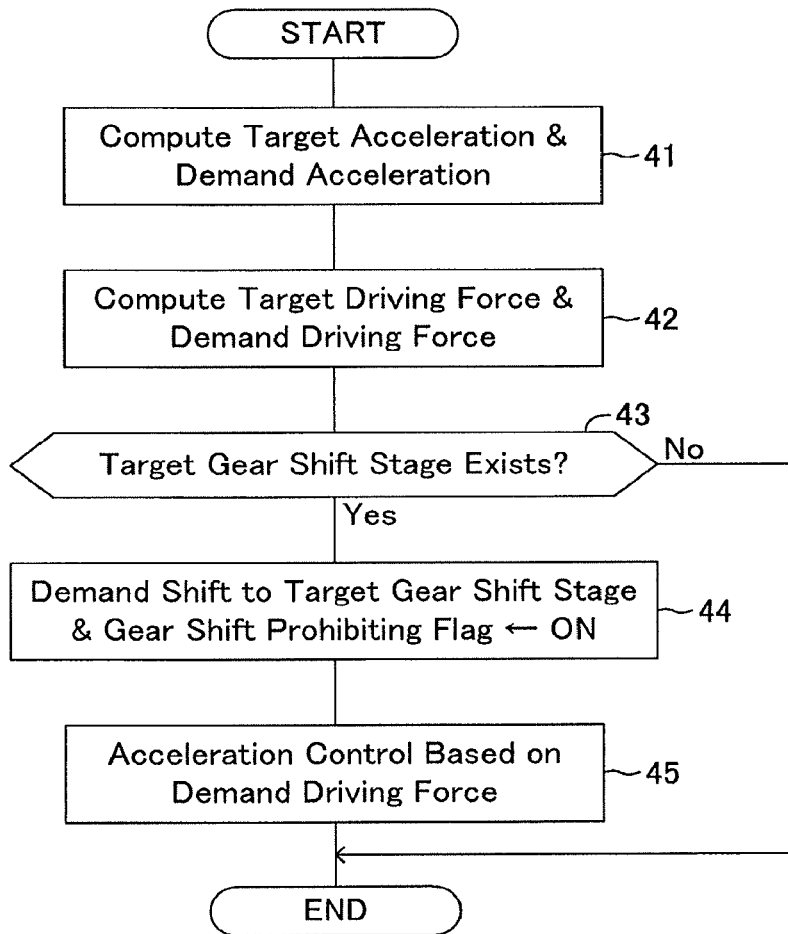 START
Compute Target Acceleration &
Demand Acceleration
41
Compute Target Driving Force &
Demand Driving Force
42
43
Target Gear Shift Stage Exists?
No
Yes
Demand Shift to Target Gear Shift Stage
& Gear Shift Prohibiting Flag ← ON
44
Acceleration Control Based on
Demand Driving Force
45
END